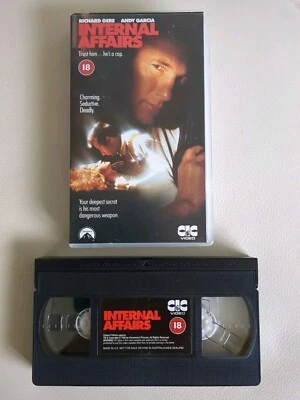 RICHARD GERE ANDY GARCIA
INTERNAL
AFFAIRS
Trust him... he's a cop.
18
Charming.
Seductive.
Deadly.
Your deepest secret
is his most
dangerous weapon.
CIC
VIDEO
INTERNAL
AFFAIRS
CIC
VIDEO
18